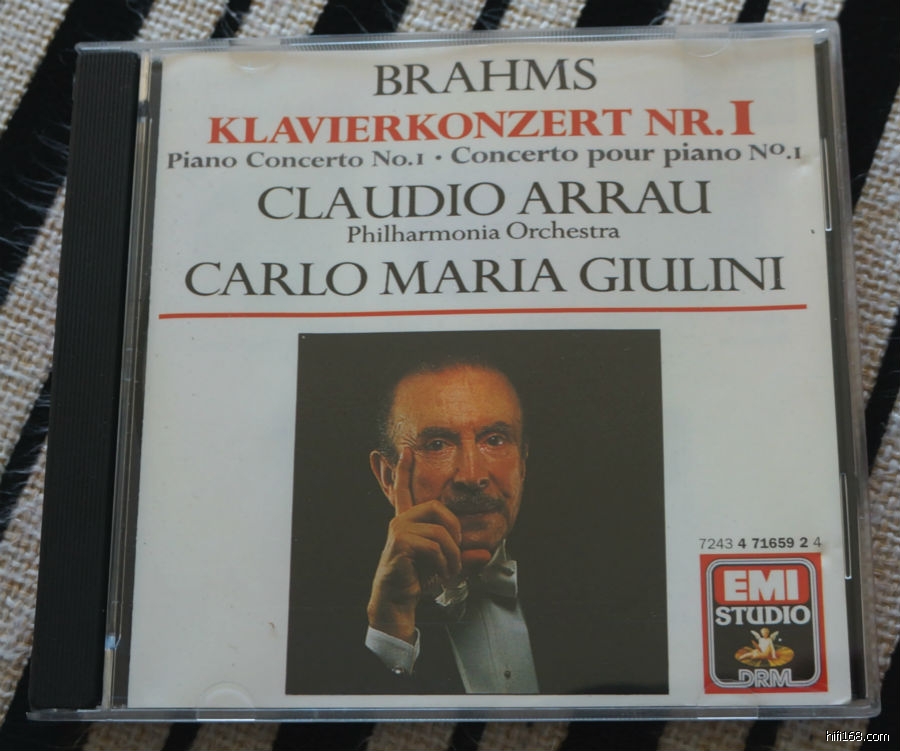 BRAHMS
KLAVIERKONZERT NR.1
Piano Concerto No.1 · Concerto pour piano Nº.1
CLAUDIO ARRAU
Philharmonia Orchestra
CARLO MARIA GIULINI
7243 4 71659 2 4
EMI
STUDIO
DRM
hifi168.com